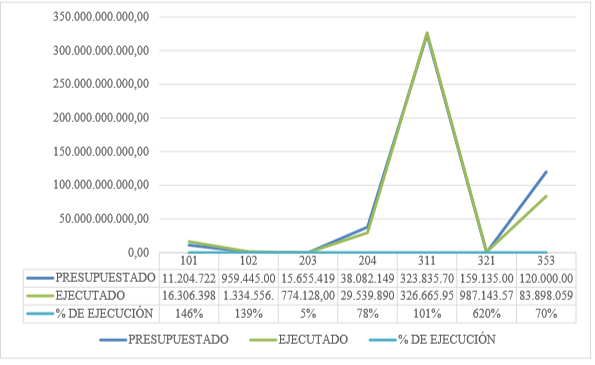 350.000.000.000,00
300.000.000.000,00
250.000.000.000,00
200.000.000.000,00
150.000.000.000,00
100.000.000.000,00
50.000.000.000,00
0,00
101 102 203 204 311 321 353
PRESUPUESTADO 11.204.722 959.445.00 15.655.419 38.082.149 323.835.70 159.135.00 120.000.00
EJECUTADO 16.306.398 1.334.556. 774.128,00 29.539.890 326.665.95 987.143.57 83.898.059
% DE EJECUCIÓN 146% 139% 5% 78% 101% 620% 70%
PRESUPUESTADO EJECUTADO % DE EJECUCIÓN